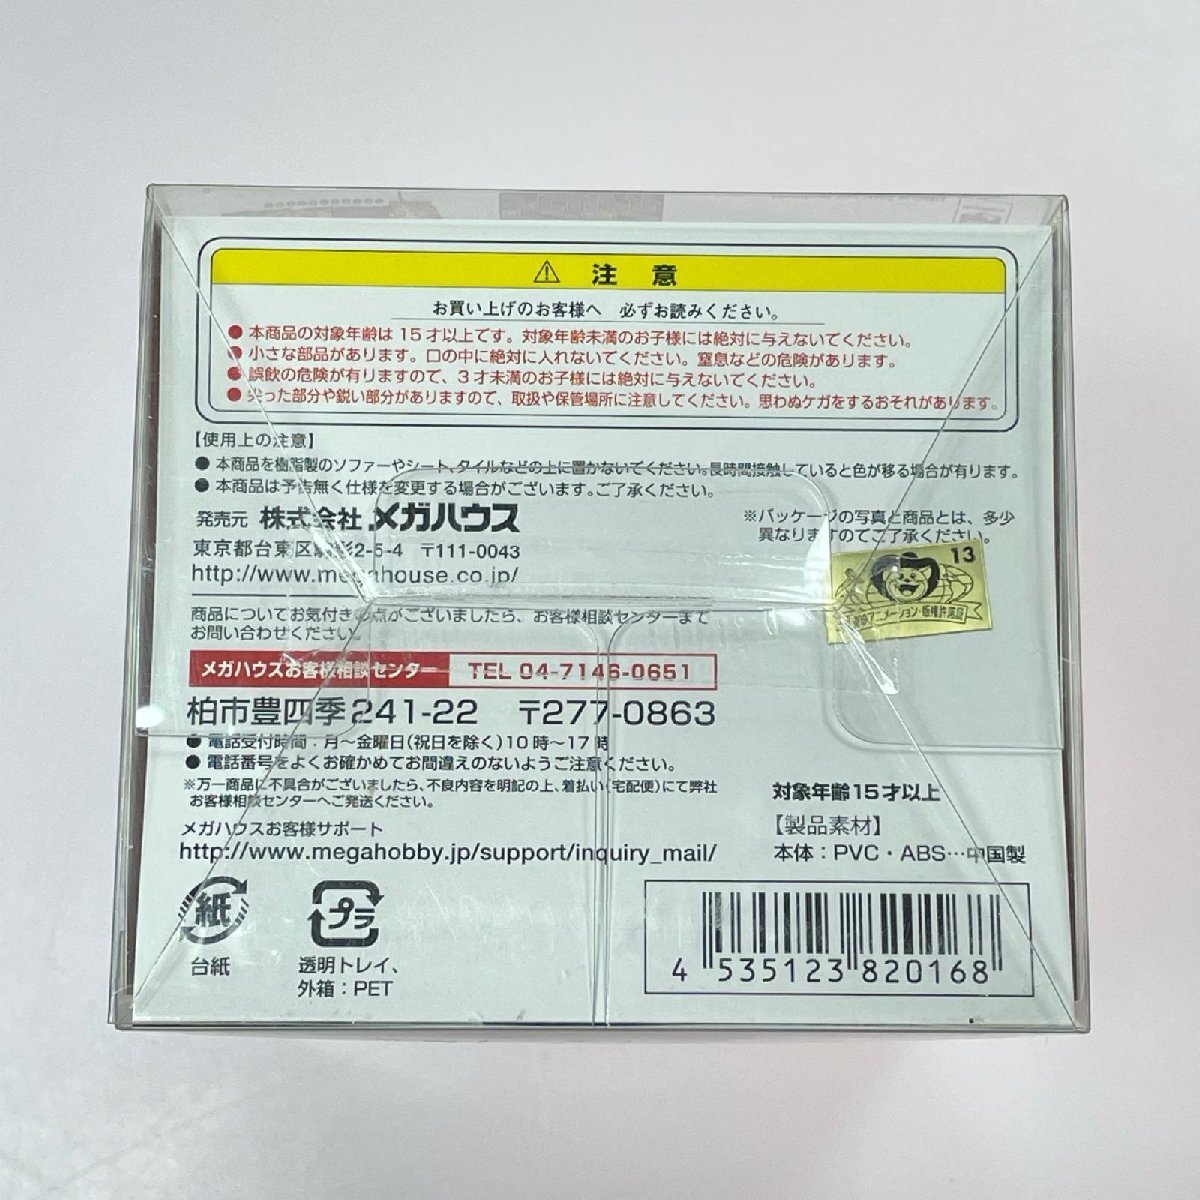 注 意
お買い上げのお客様へ 必ずお読みください。
● 本商品の対象年齢は15才以上です。対象年齢未満のお子様には絶対に与えないでください。
● 小さな部品があります。口の中に絶対に入れないでください。窒息などの危険があります。
● 誤飲の危険が有りますので、3才未満のお子様には絶対に与えないでください。
● 尖った部分や鋭い部分がありますので、取扱や保管場所に注意してください。思わぬケガをするおそれがあります。
【使用上の注意】
● 本商品を樹脂製のソファーやシート、タイルなどの上に置かないでください。長時間接触していると色が移る場合が有ります。
● 本商品は予告無く仕様を変更する場合がございます。ご了承ください。
発売元 株式会社 メガハウス
東京都台東区駒形2-5-4 〒111-0043
http://www.megahouse.co.jp/
※パッケージの写真と商品とは、多少
異なりますのでご了承ください。
13
東映アニメーション・版権許諾証
商品についてお気付きの点がございましたら、お客様相談センターまで
お問い合わせください。
メガハウスお客様相談センター TEL 04-7146-0651
柏市豊四季241-22 〒277-0863
● 電話受付時間：月～金曜日(祝日を除く)10時～17時
● 電話番号をよくお確かめてお間違えのないようご注意ください。
※万一商品に不具合がございましたら、不良内容を明記の上、着払い(宅配便)にて弊社
お客様相談センターへご発送ください。
メガハウスお客様サポート
http://www.megahobby.jp/support/inquiry_mail/
対象年齢15才以上
【製品素材】
本体：PVC・ABS…中国製
紙
台紙
プラ
透明トレイ、
外箱：PET
4 535123 820168